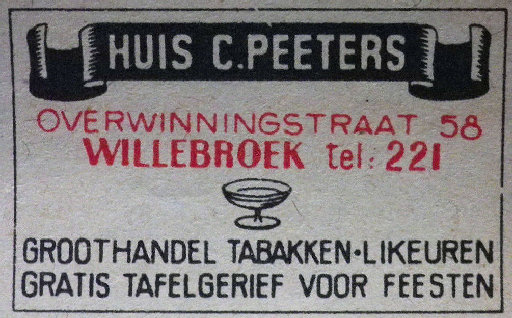 HUIS C.PEETERS
OVERWINNINGSTRAAT 58
WILLEBROEK tel: 221
GROOTHANDEL TABAKKEN·LIKEUREN
GRATIS TAFELGERIEF VOOR FEESTEN